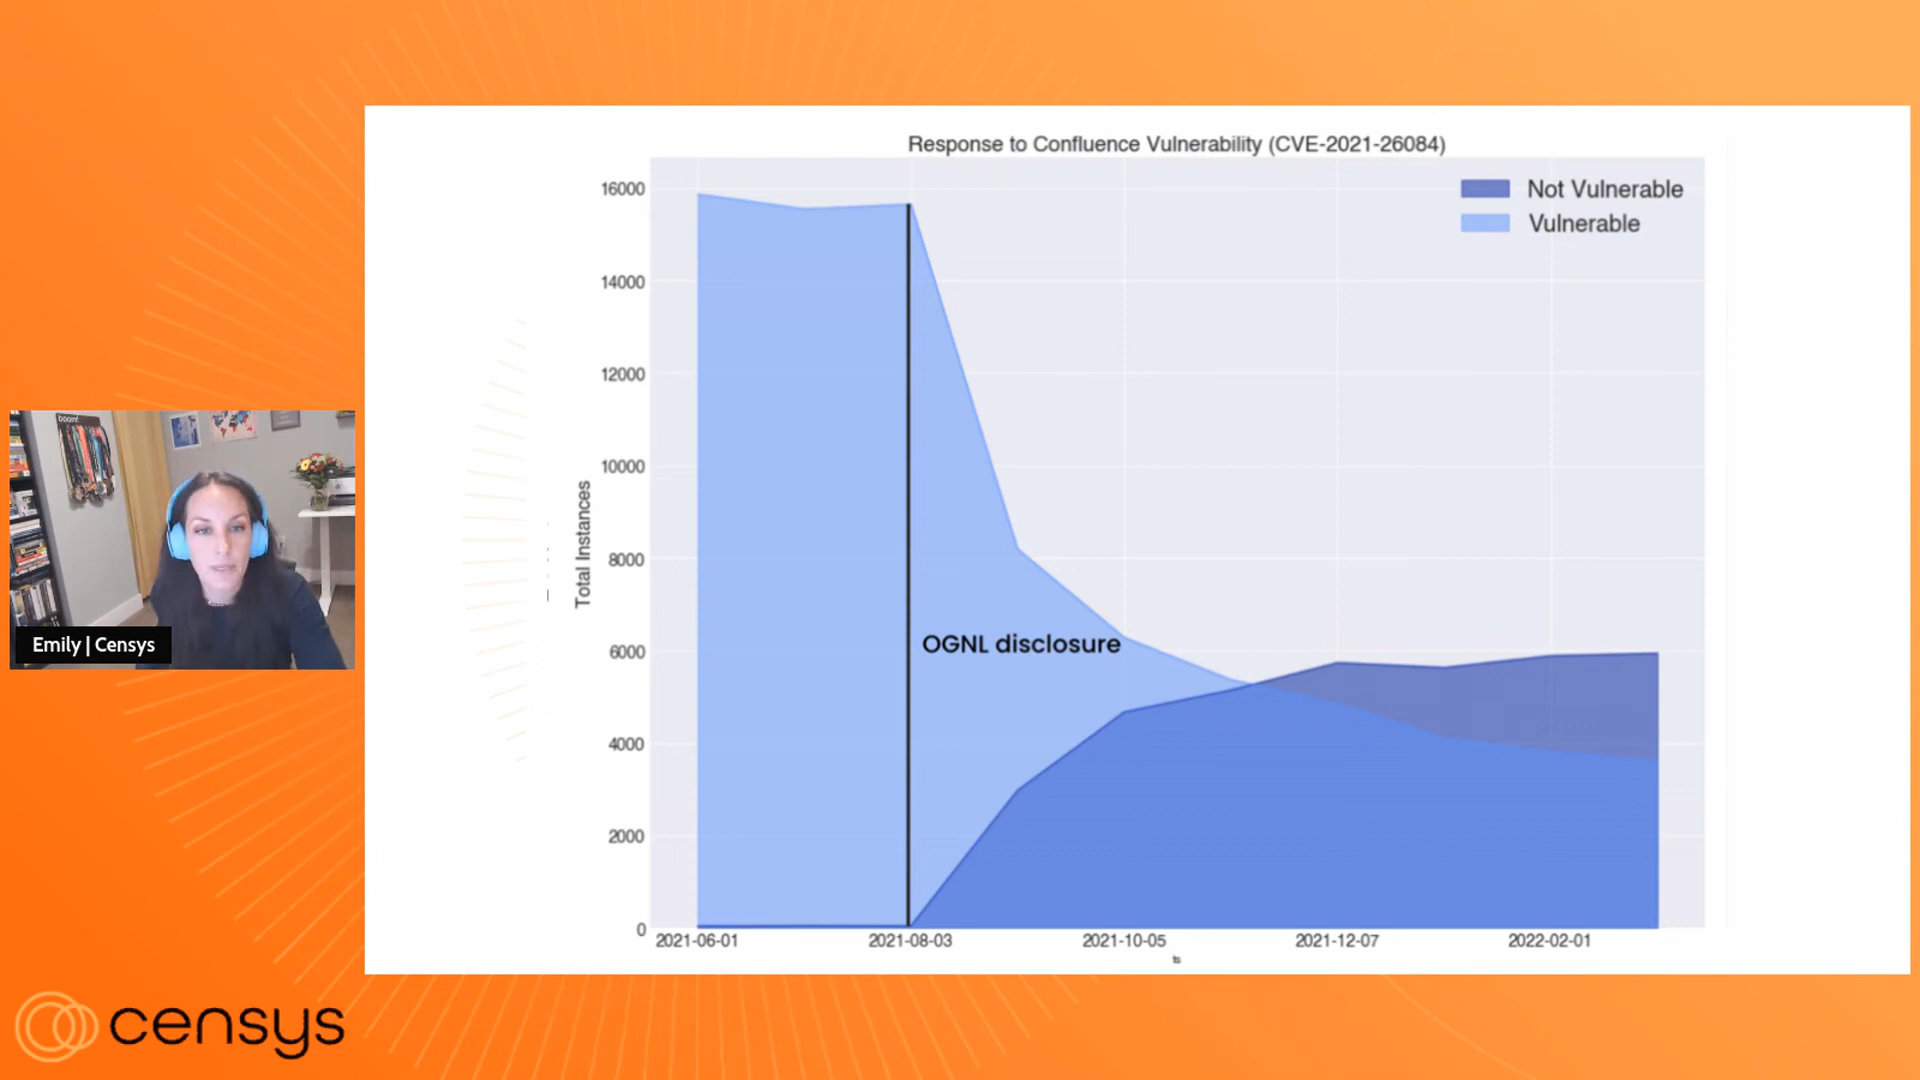 Response to Confluence Vulnerability (CVE-2021-26084)
Not Vulnerable
Vulnerable
16000
14000
12000
10000
8000
6000
4000
2000
0
Total Instances
OGNL disclosure
2021-06-01
2021-08-03
2021-10-05
2021-12-07
2022-02-01
ts
boom!
Emily | Censys
censys